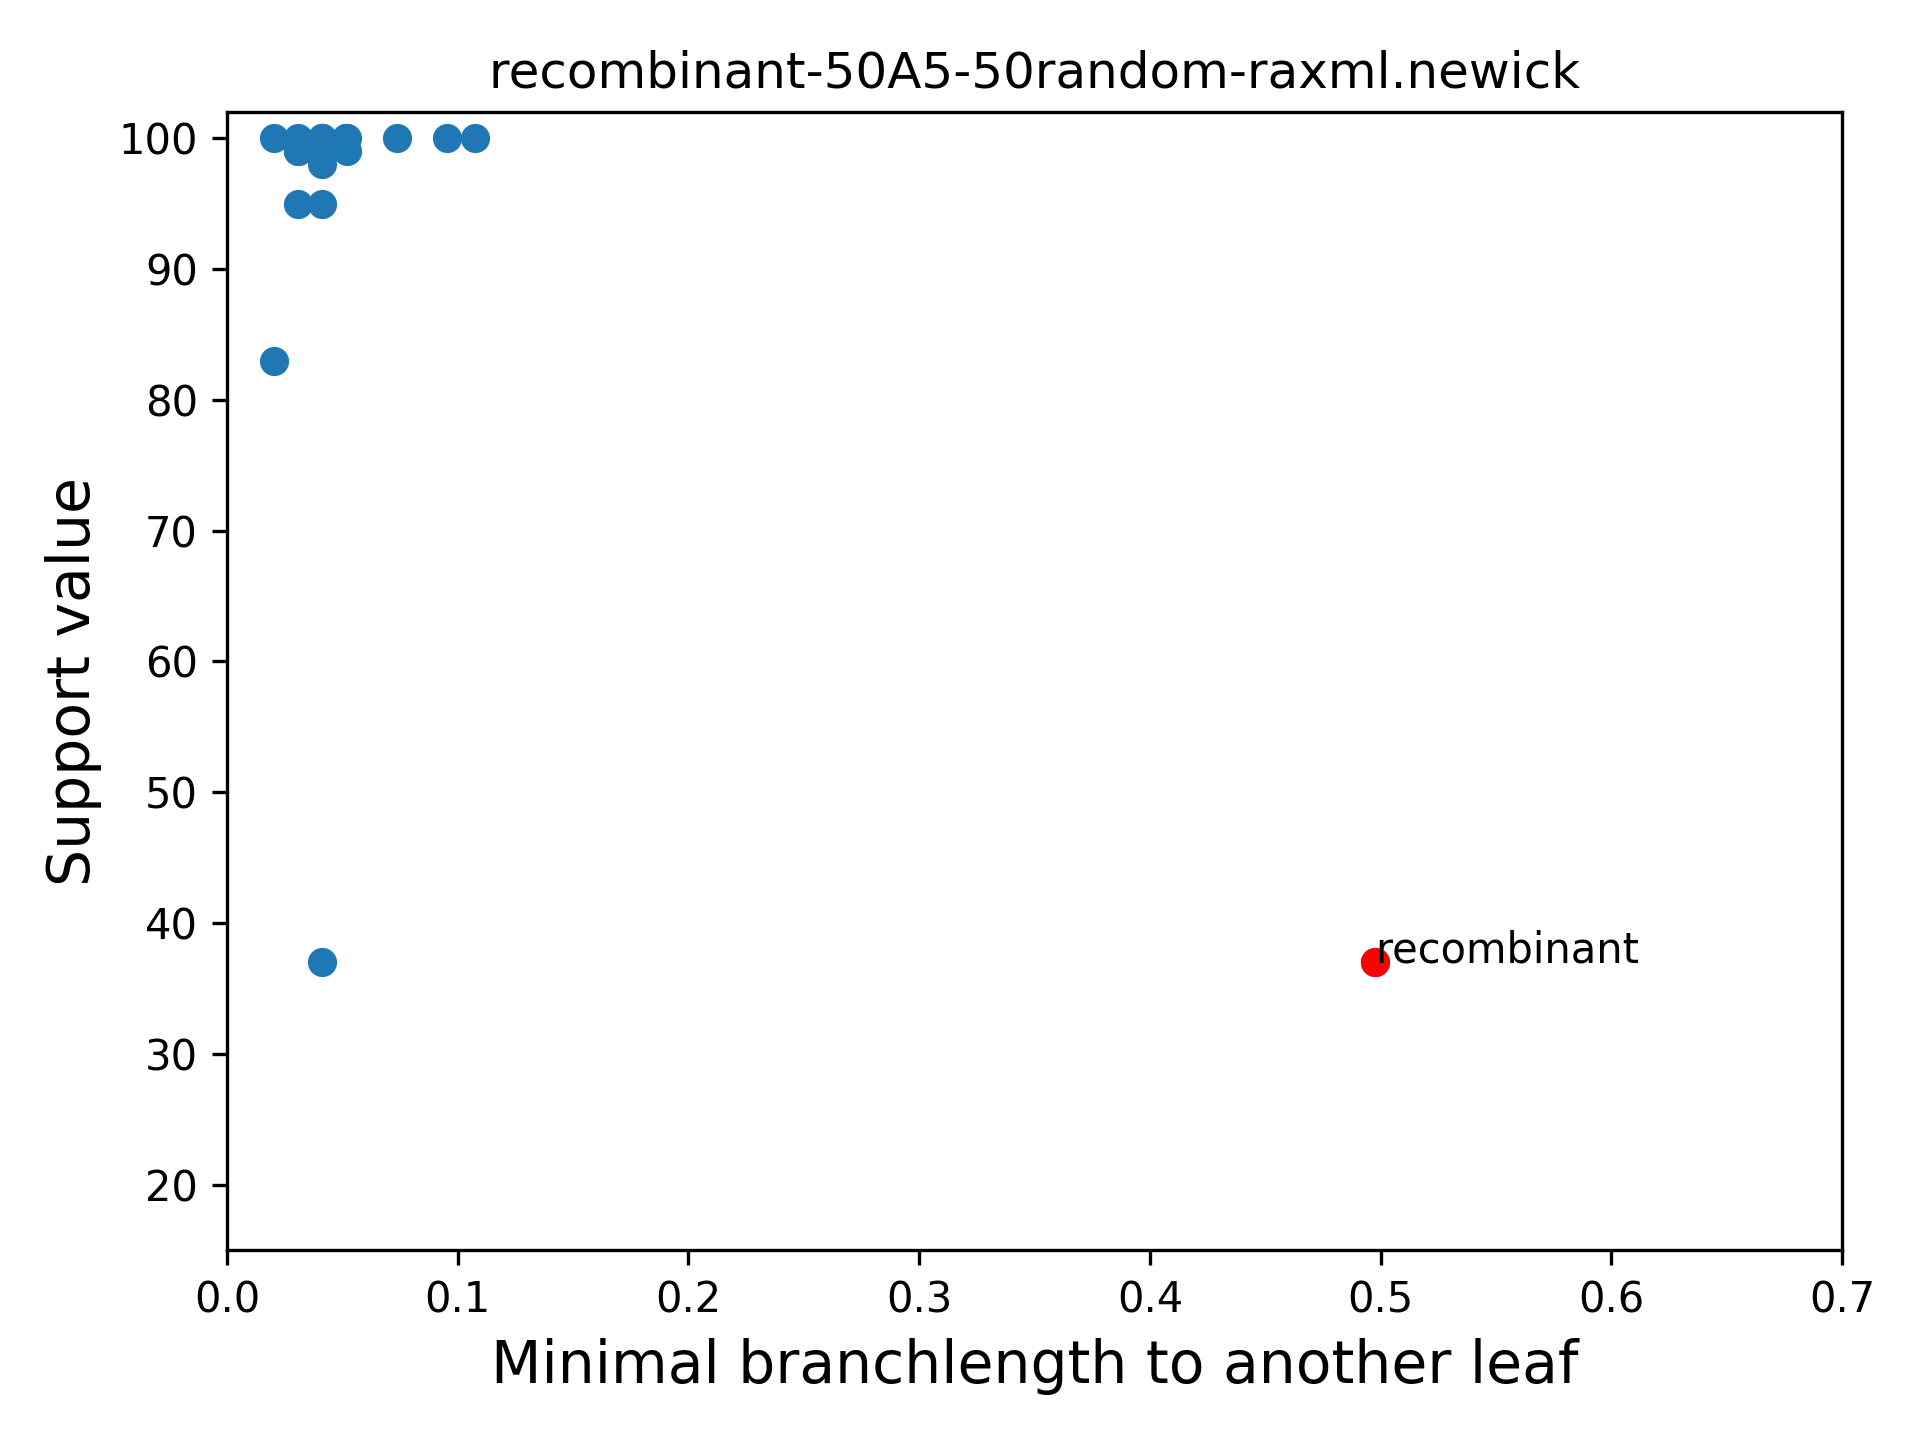 recombinant-50A5-50random-raxml.newick
100
90
80
70
60
50
40
30
20
Support value
recombinant
0.0 0.1 0.2 0.3 0.4 0.5 0.6 0.7
Minimal branchlength to another leaf